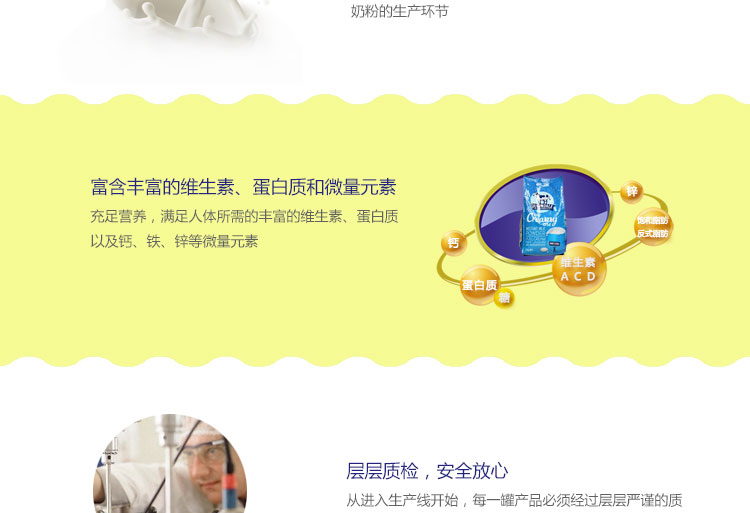 奶粉的生产环节
富含丰富的维生素、蛋白质和微量元素
充足营养，满足人体所需的丰富的维生素、蛋白质
以及钙、铁、锌等微量元素
锌
饱和脂肪
反式脂肪
钙
维生素
A C D
蛋白质
糖
层层质检，安全放心
从进入生产线开始，每一罐产品必须经过层层严谨的质